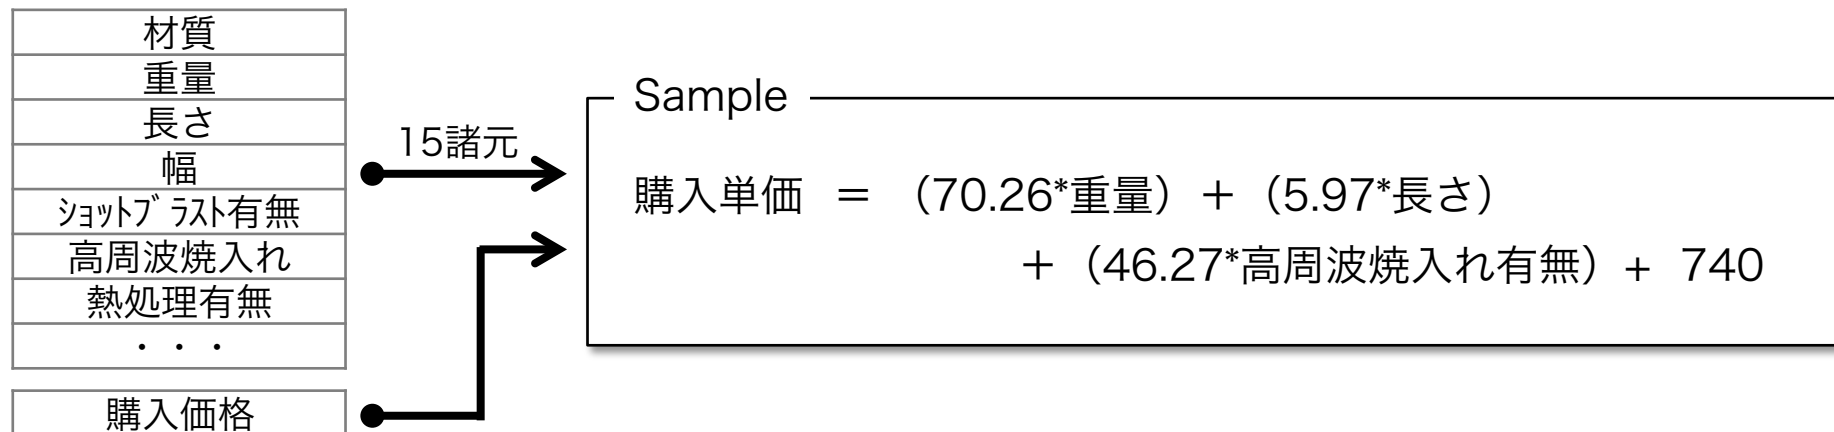 材質
重量
長さ
幅
ｼｮｯﾄﾌﾞﾗｽﾄ有無
高周波焼入れ
熱処理有無
・・・
購入価格
15諸元
Sample
購入単価 ＝ （70.26*重量）＋（5.97*長さ）
＋（46.27*高周波焼入れ有無）+ 740